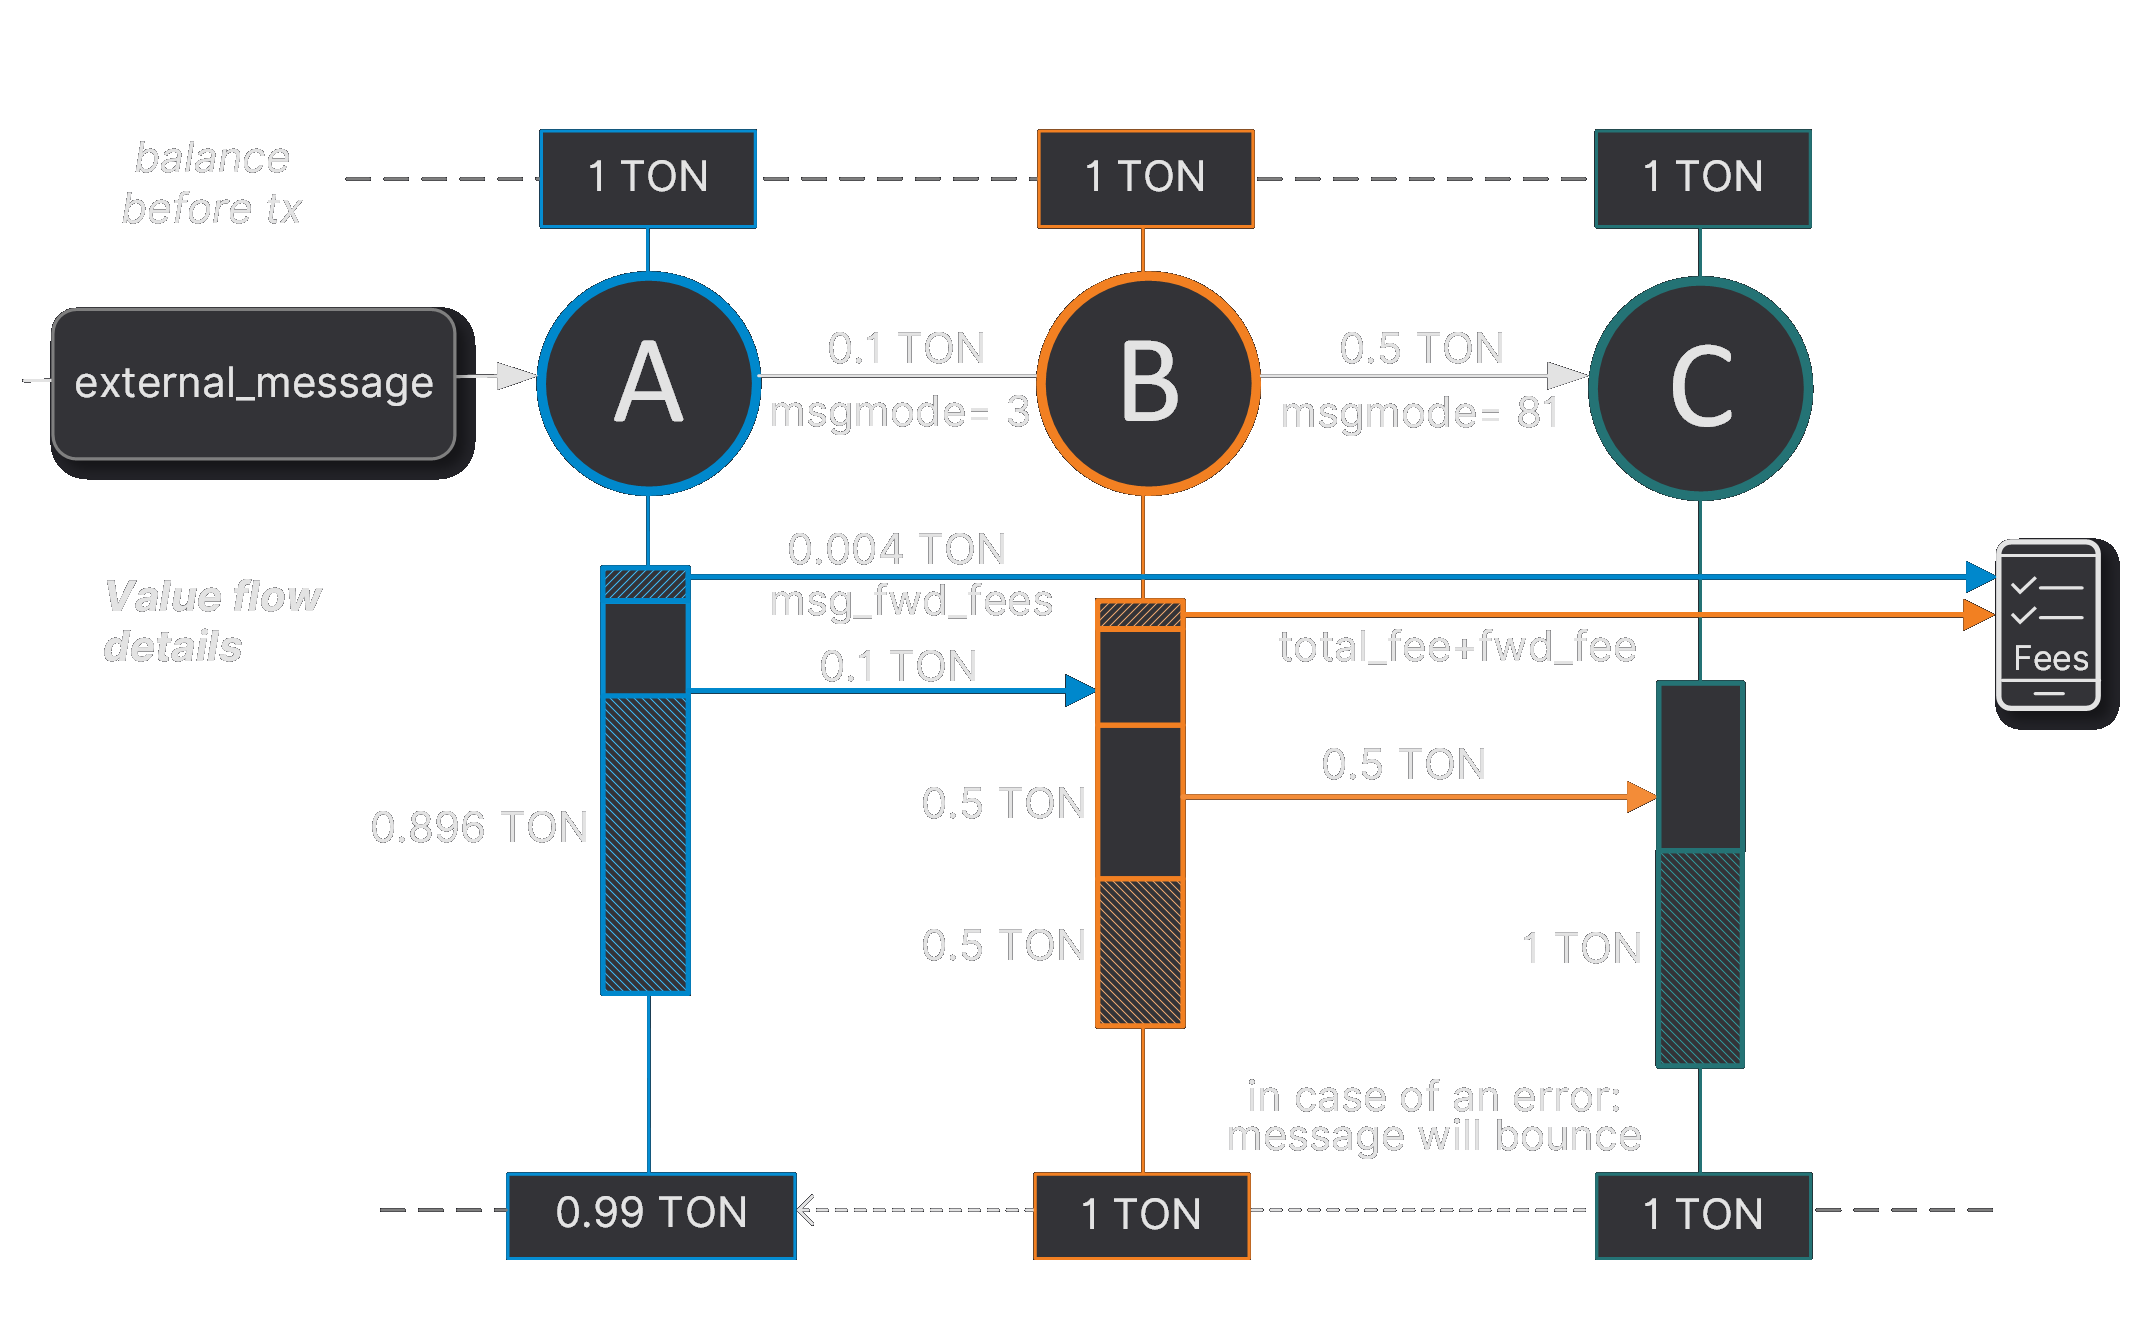 balance
before tx
1 TON
1 TON
1 TON
external_message
A
0.1 TON
msgmode= 3
B
0.5 TON
msgmode= 81
C
Value flow
details
0.004 TON
msg_fwd_fees
total_fee+fwd_fee
Fees
0.1 TON
0.5 TON
0.5 TON
0.896 TON
0.5 TON
1 TON
in case of an error:
message will bounce
0.99 TON
1 TON
1 TON